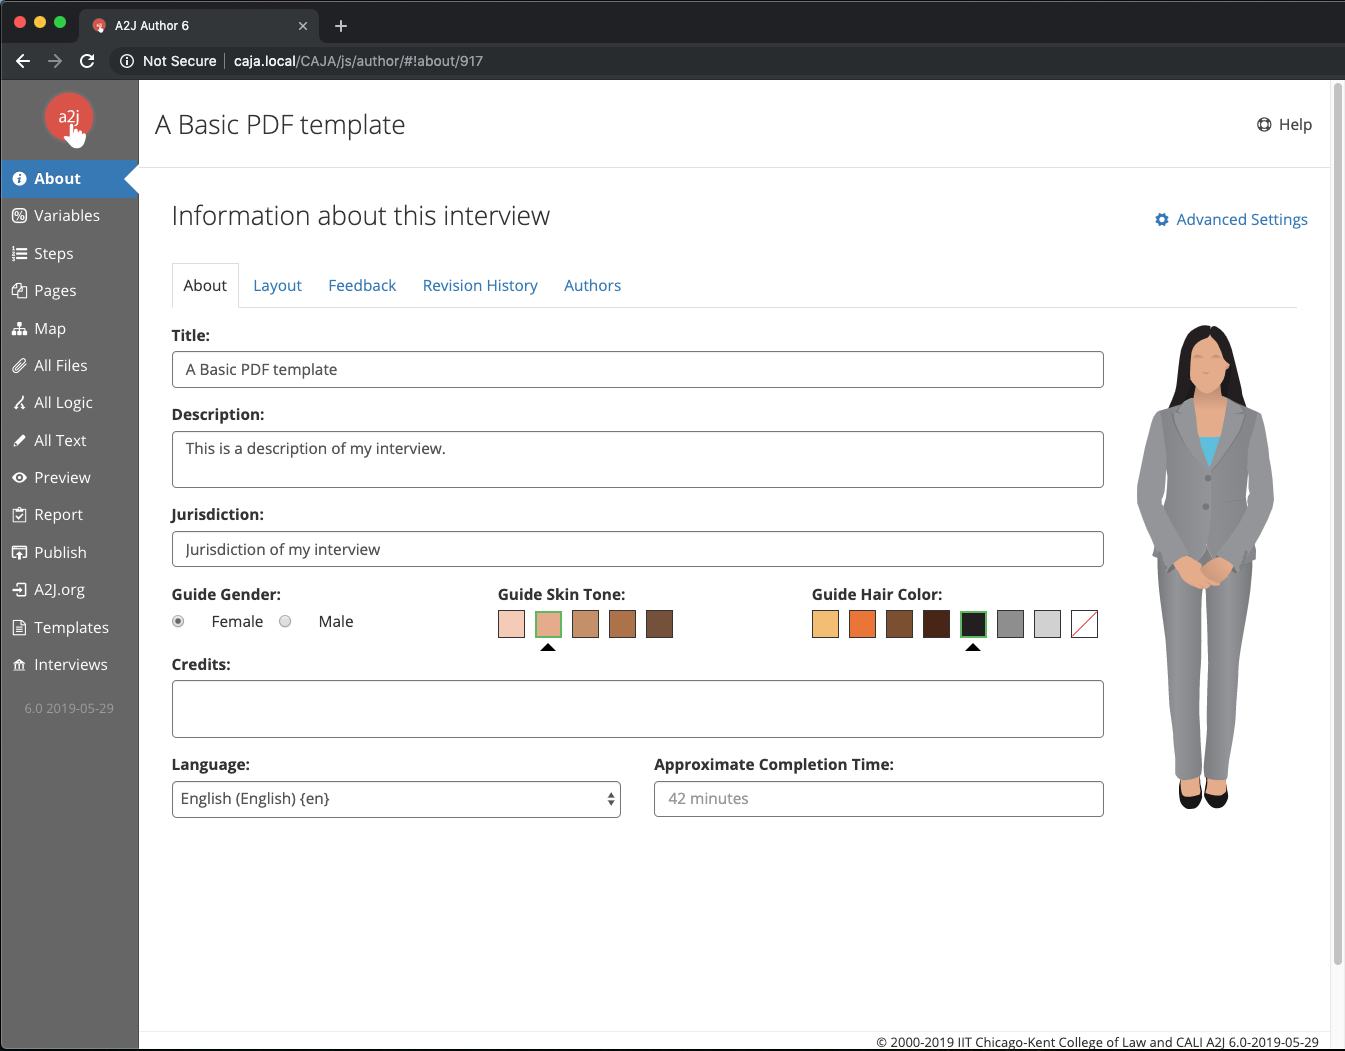 A2J Author 6
Not Secure
caja.local/CAJA/js/author/#!about/917
a2j
A Basic PDF template
Help
About
Variables
Steps
Pages
Map
All Files
All Logic
All Text
Preview
Report
Publish
A2J.org
Templates
Interviews
6.0 2019-05-29
Information about this interview
Advanced Settings
About Layout Feedback Revision History Authors
Title:
A Basic PDF template
Description:
This is a description of my interview.
Jurisdiction:
Jurisdiction of my interview
Guide Gender: Guide Skin Tone: Guide Hair Color:
Female Male
Credits:
Language: Approximate Completion Time:
English (English) {en} 42 minutes
© 2000-2019 IIT Chicago-Kent College of Law and CALI A2J 6.0-2019-05-29